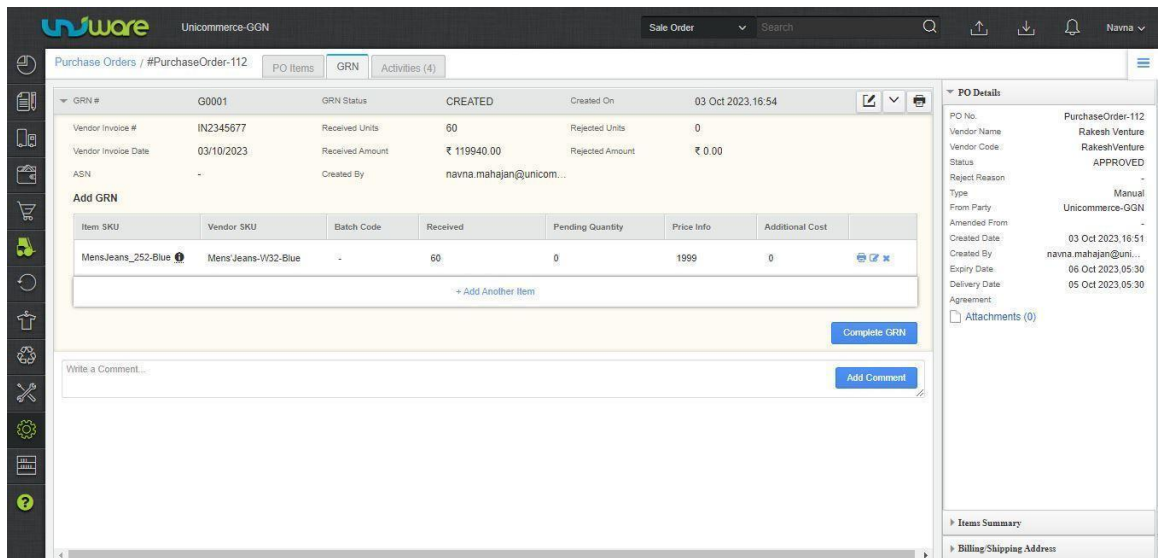 uniware Unicommerce-GGN Sale Order Search Navna
Purchase Orders / #PurchaseOrder-112 PO Items GRN Activities (4)
GRN # G0001 GRN Status CREATED Created On 03 Oct 2023,16:54
Vendor Invoice # IN2345677 Received Units 60 Rejected Units 0
Vendor Invoice Date 03/10/2023 Received Amount ₹ 119940.00 Rejected Amount ₹ 0.00
ASN - Created By navna.mahajan@unicom...
Add GRN
Item SKU Vendor SKU Batch Code Received Pending Quantity Price Info Additional Cost
MensJeans_252-Blue Mens'Jeans-W32-Blue - 60 0 1999 0
+ Add Another Item
Complete GRN
Write a Comment...
Add Comment
PO Details
PO No. PurchaseOrder-112
Vendor Name Rakesh Venture
Vendor Code RakeshVenture
Status APPROVED
Reject Reason -
Type Manual
From Party Unicommerce-GGN
Amended From -
Created Date 03 Oct 2023,16:51
Created By navna.mahajan@uni...
Expiry Date 06 Oct 2023,05:30
Delivery Date 05 Oct 2023,05:30
Agreement
Attachments (0)
Items Summary
Billing/Shipping Address